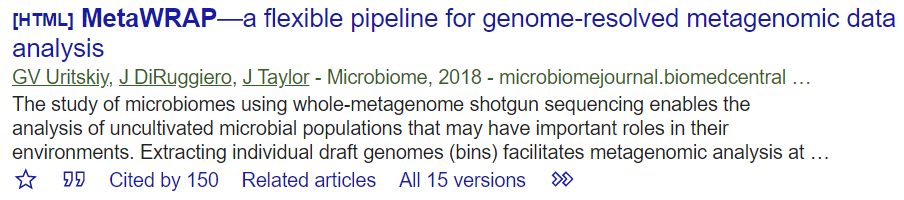 [HTML] MetaWRAP—a flexible pipeline for genome-resolved metagenomic data
analysis
GV Uritskiy, J DiRuggiero, J Taylor - Microbiome, 2018 - microbiomejournal.biomedcentral …
The study of microbiomes using whole-metagenome shotgun sequencing enables the
analysis of uncultivated microbial populations that may have important roles in their
environments. Extracting individual draft genomes (bins) facilitates metagenomic analysis at …
Cited by 150 Related articles All 15 versions